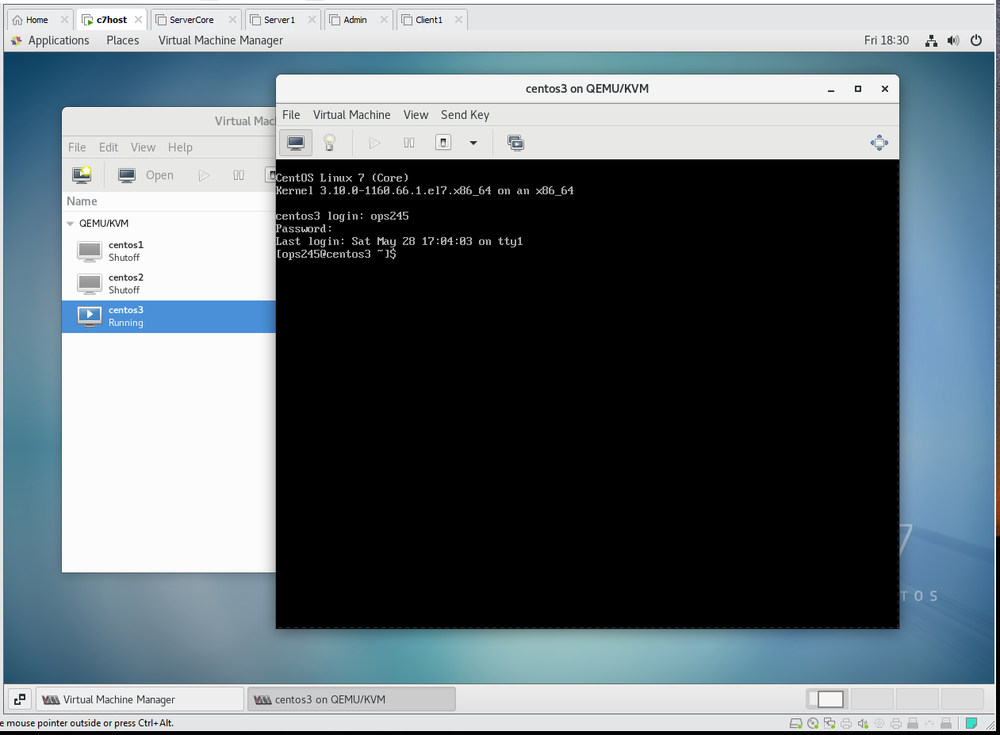 Home
c7host
ServerCore
Server1
Admin
Client1
Applications Places Virtual Machine Manager Fri 18:30
centos3 on QEMU/KVM
File Virtual Machine View Send Key
Virtual Mac
File Edit View Help
Open
Name
QEMU/KVM
centos1
Shutoff
centos2
Shutoff
centos3
Running
CentOS Linux 7 (Core)
Kernel 3.10.0-1160.66.1.el7.x86_64 on an x86_64
centos3 login: ops245
Password:
Last login: Sat May 28 17:04:03 on tty1
[ops245@centos3 ~]$
7
TOS
Virtual Machine Manager
centos3 on QEMU/KVM
e mouse pointer outside or press Ctrl+Alt.